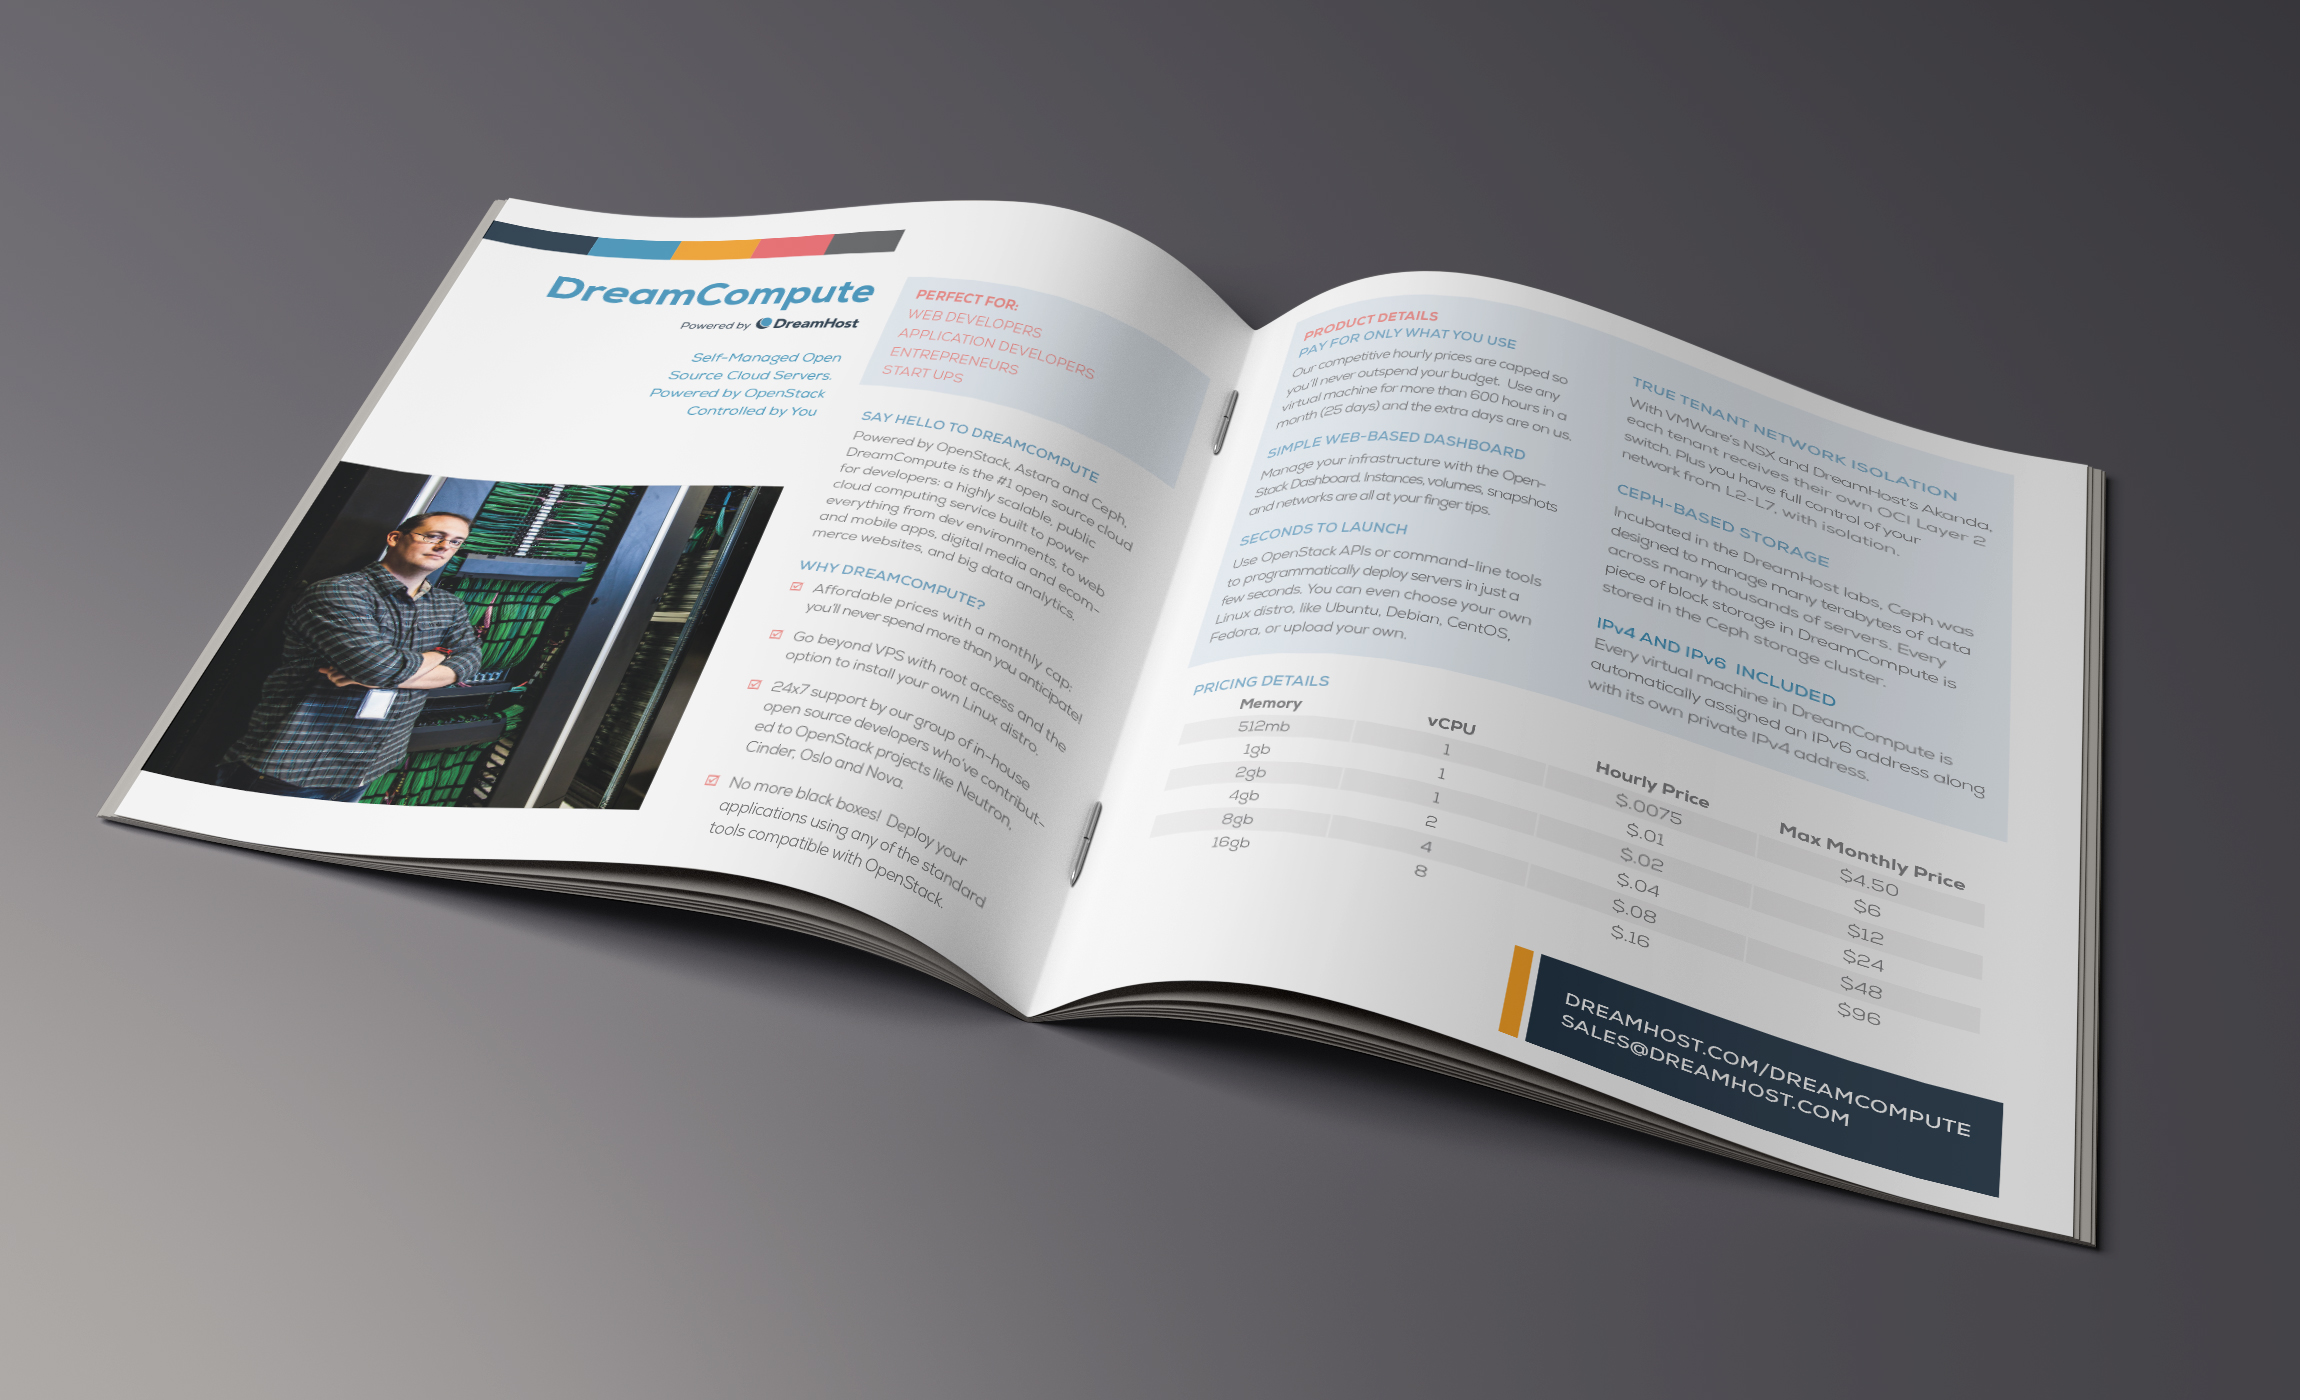 DreamCompute
Powered by DreamHost
Self-Managed Open
Source Cloud Servers.
Powered by OpenStack
Controlled by You
PERFECT FOR:
WEB DEVELOPERS
APPLICATION DEVELOPERS
ENTREPRENEURS
START UPS
SAY HELLO TO DREAMCOMPUTE
Powered by OpenStack, Astara and Ceph,
DreamCompute is the #1 open source cloud
for developers: a highly scalable, public
cloud computing service built to power
everything from dev environments, to web
and mobile apps, digital media and ecom-
merce websites, and big data analytics.
WHY DREAMCOMPUTE?
Affordable prices with a monthly cap:
you'll never spend more than you anticipate!
Go beyond VPS with root access and the
option to install your own Linux distro.
24x7 support by our group of in-house
open source developers who've contribut-
ed to OpenStack projects like Neutron,
Cinder, Oslo and Nova.
No more black boxes! Deploy your
applications using any of the standard
tools compatible with OpenStack.
PRODUCT DETAILS
PAY FOR ONLY WHAT YOU USE
Our competitive hourly prices are capped so
you'll never outspend your budget. Use any
virtual machine for more than 600 hours in a
month (25 days) and the extra days are on us.
SIMPLE WEB-BASED DASHBOARD
Manage your infrastructure with the Open-
Stack Dashboard. Instances, volumes, snapshots
and networks are all at your finger tips.
SECONDS TO LAUNCH
Use OpenStack APIs or command-line tools
to programmatically deploy servers in just a
few seconds. You can even choose your own
Linux distro, like Ubuntu, Debian, CentOS,
Fedora, or upload your own.
TRUE TENANT NETWORK ISOLATION
With VMWare's NSX and DreamHost's Akanda,
each tenant receives their own OCI Layer 2
switch. Plus you have full control of your
network from L2-L7, with isolation.
CEPH-BASED STORAGE
Incubated in the DreamHost labs, Ceph was
designed to manage many terabytes of data
across many thousands of servers. Every
piece of block storage in DreamCompute is
stored in the Ceph storage cluster.
IPv4 AND IPv6 INCLUDED
Every virtual machine in DreamCompute is
automatically assigned an IPv6 address along
with its own private IPv4 address.
PRICING DETAILS
Memory vCPU Hourly Price Max Monthly Price
512mb 1 $.0075 $4.50
1gb 1 $.01 $6
2gb 1 $.02 $12
4gb 2 $.04 $24
8gb 4 $.08 $48
16gb 8 $.16 $96
DREAMHOST.COM/DREAMCOMPUTE
SALES@DREAMHOST.COM